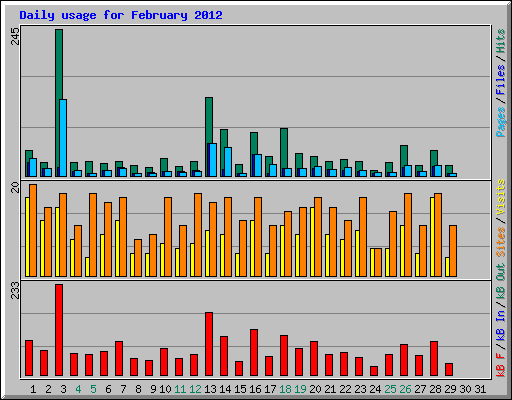 Daily usage for February 2012
245
Pages / Files / Hits
20
Sites / Visits
233
kB F / kB In / kB Out
1 2 3 4 5 6 7 8 9 10 11 12 13 14 15 16 17 18 19 20 21 22 23 24 25 26 27 28 29 30 31